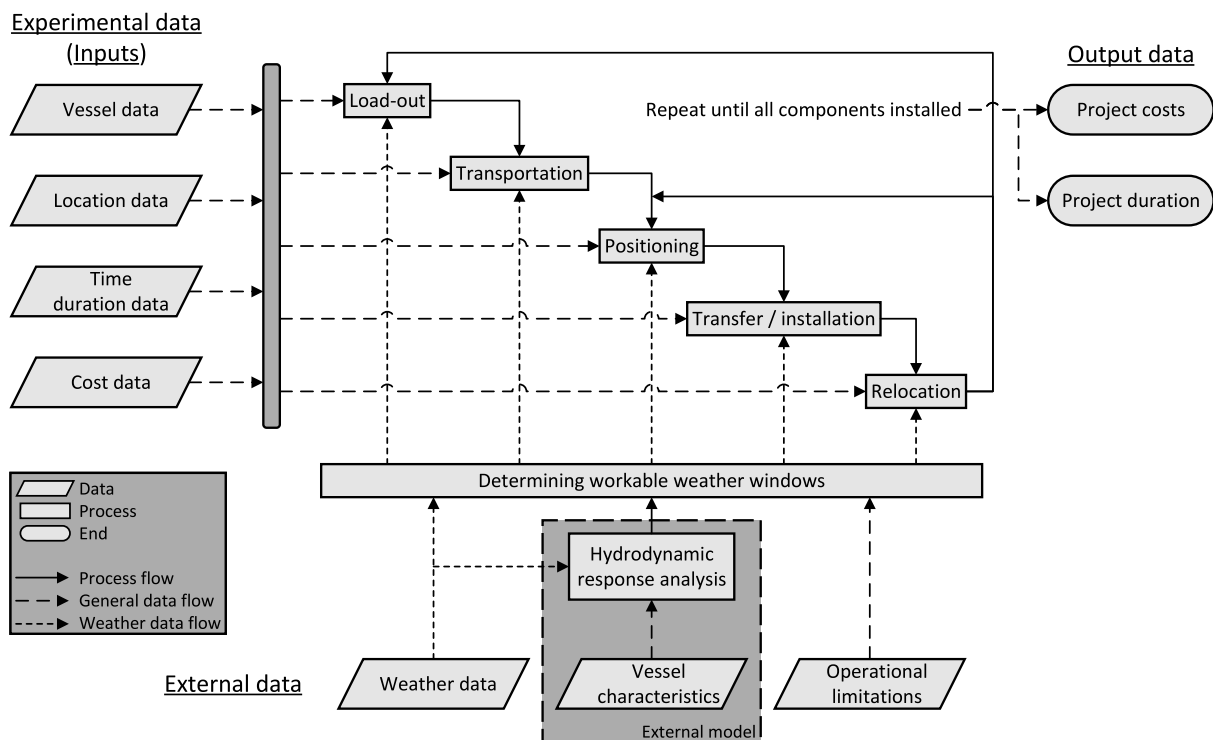 Experimental data
(Inputs)
Output data
Vessel data
Load-out
Repeat until all components installed
Project costs
Transportation
Location data
Project duration
Positioning
Time
duration data
Transfer / installation
Cost data
Relocation
Determining workable weather windows
Data
Process
End
Process flow
General data flow
Weather data flow
Hydrodynamic
response analysis
External data
Weather data
Vessel
characteristics
Operational
limitations
External model